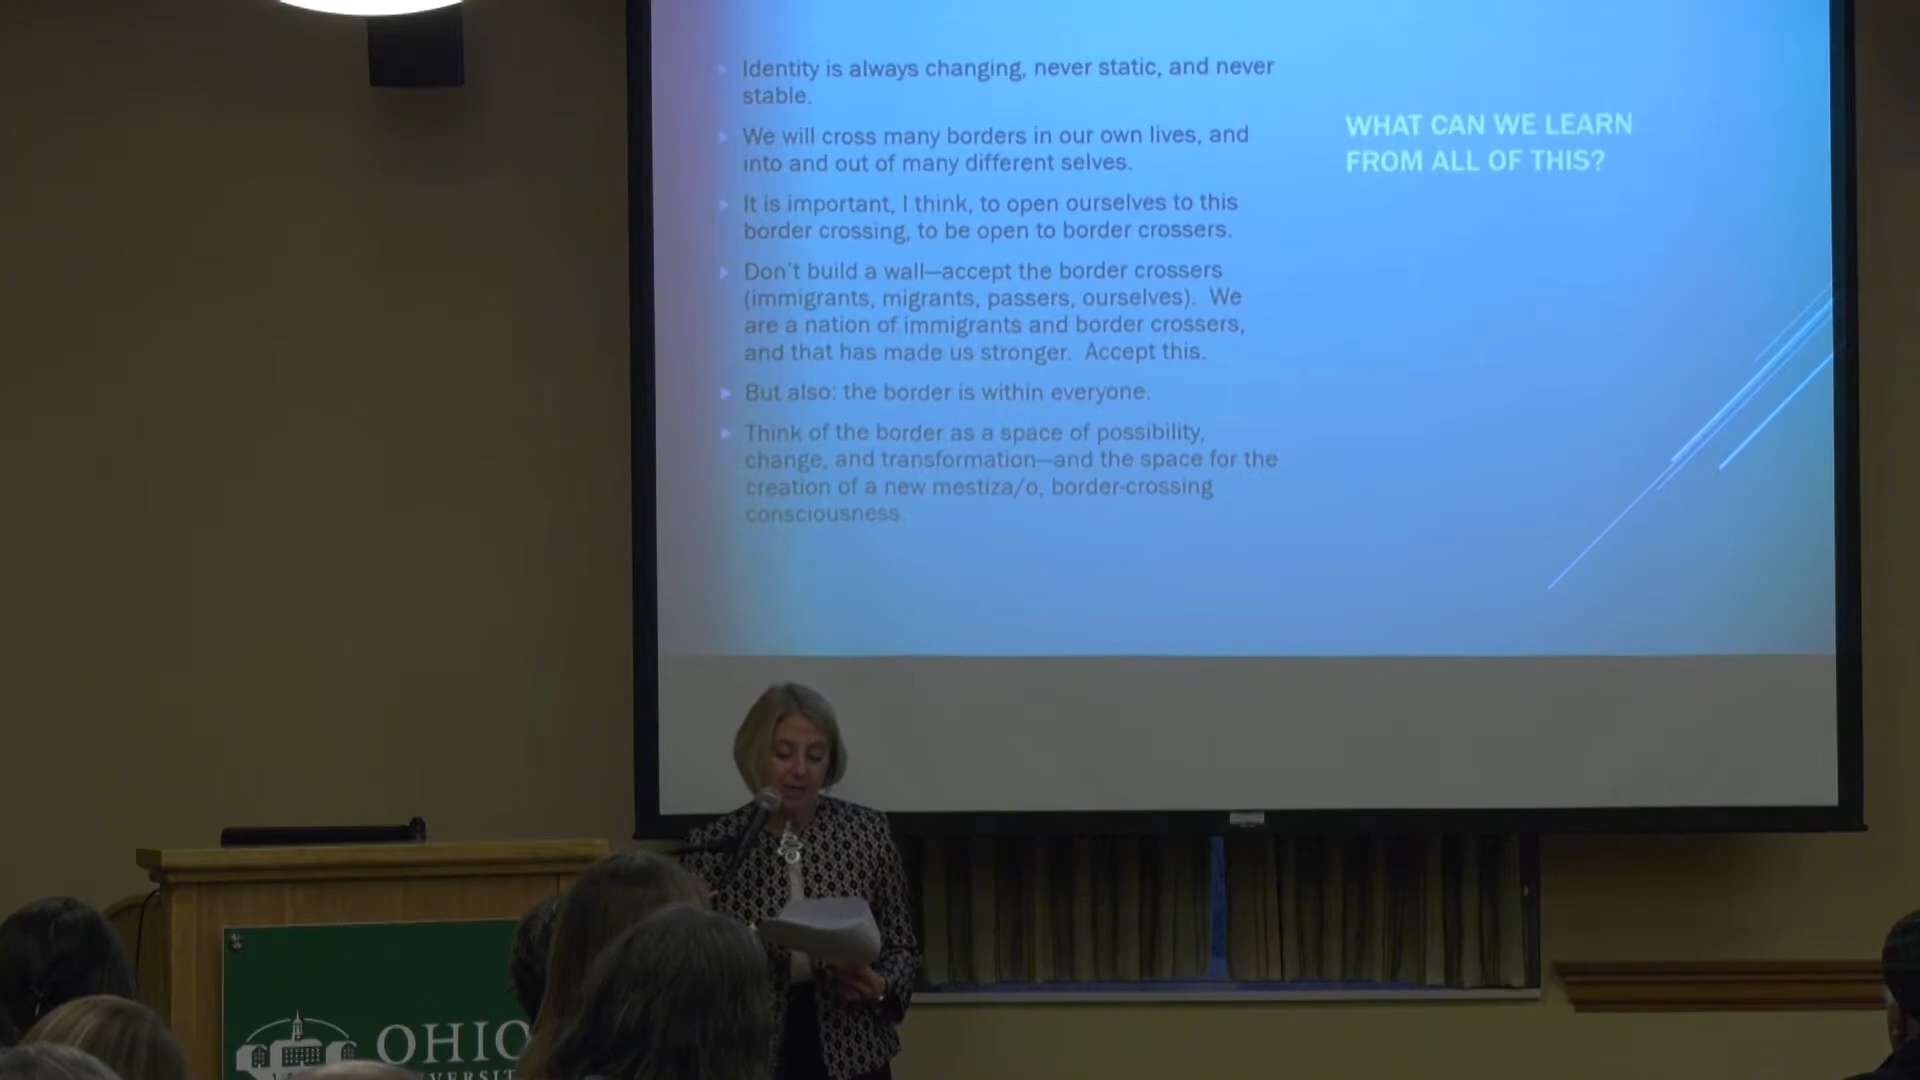 Identity is always changing, never static, and never
stable.
We will cross many borders in our own lives, and
into and out of many different selves.
It is important, I think, to open ourselves to this
border crossing, to be open to border crossers.
Don't build a wall—accept the border crossers
(immigrants, migrants, passers, ourselves). We
are a nation of immigrants and border crossers,
and that has made us stronger. Accept this.
But also: the border is within everyone.
Think of the border as a space of possibility,
change, and transformation—and the space for the
creation of a new mestiza/o, border-crossing
consciousness.
WHAT CAN WE LEARN
FROM ALL OF THIS?
OHIO